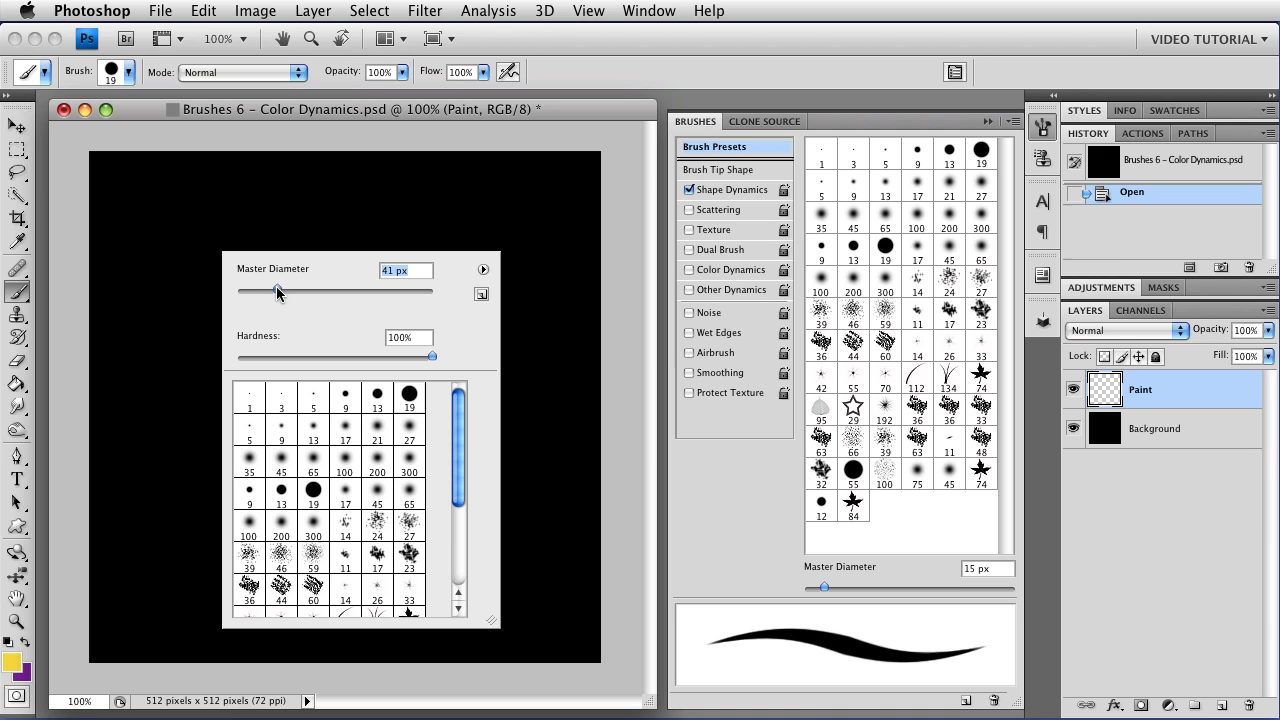 Photoshop File Edit Image Layer Select Filter Analysis 3D View Window Help
Ps Br 100% VIDEO TUTORIAL
Brush: 19 Mode: Normal Opacity: 100% Flow: 100%
Brushes 6 – Color Dynamics.psd @ 100% (Paint, RGB/8) *
Master Diameter 41 px
Hardness: 100%
1 3 5 9 13 19
5 9 13 17 21 27
35 45 65 100 200 300
9 13 19 17 45 65
100 200 300 14 24 27
39 46 59 11 17 23
36 44 60 14 26 33
100% 512 pixels x 512 pixels (72 ppi)
BRUSHES CLONE SOURCE
Brush Presets
Brush Tip Shape
Shape Dynamics
Scattering
Texture
Dual Brush
Color Dynamics
Other Dynamics
Noise
Wet Edges
Airbrush
Smoothing
Protect Texture
1 3 5 9 13 19
5 9 13 17 21 27
35 45 65 100 200 300
9 13 19 17 45 65
100 200 300 14 24 27
39 46 59 11 17 23
36 44 60 14 26 33
42 55 70 112 134 74
95 29 192 36 36 33
63 66 39 63 11 48
32 55 100 75 45 74
12 84
Master Diameter 15 px
STYLES INFO SWATCHES
HISTORY ACTIONS PATHS
Brushes 6 – Color Dynamics.psd
Open
ADJUSTMENTS MASKS
LAYERS CHANNELS
Normal Opacity: 100%
Lock: Fill: 100%
Paint
Background